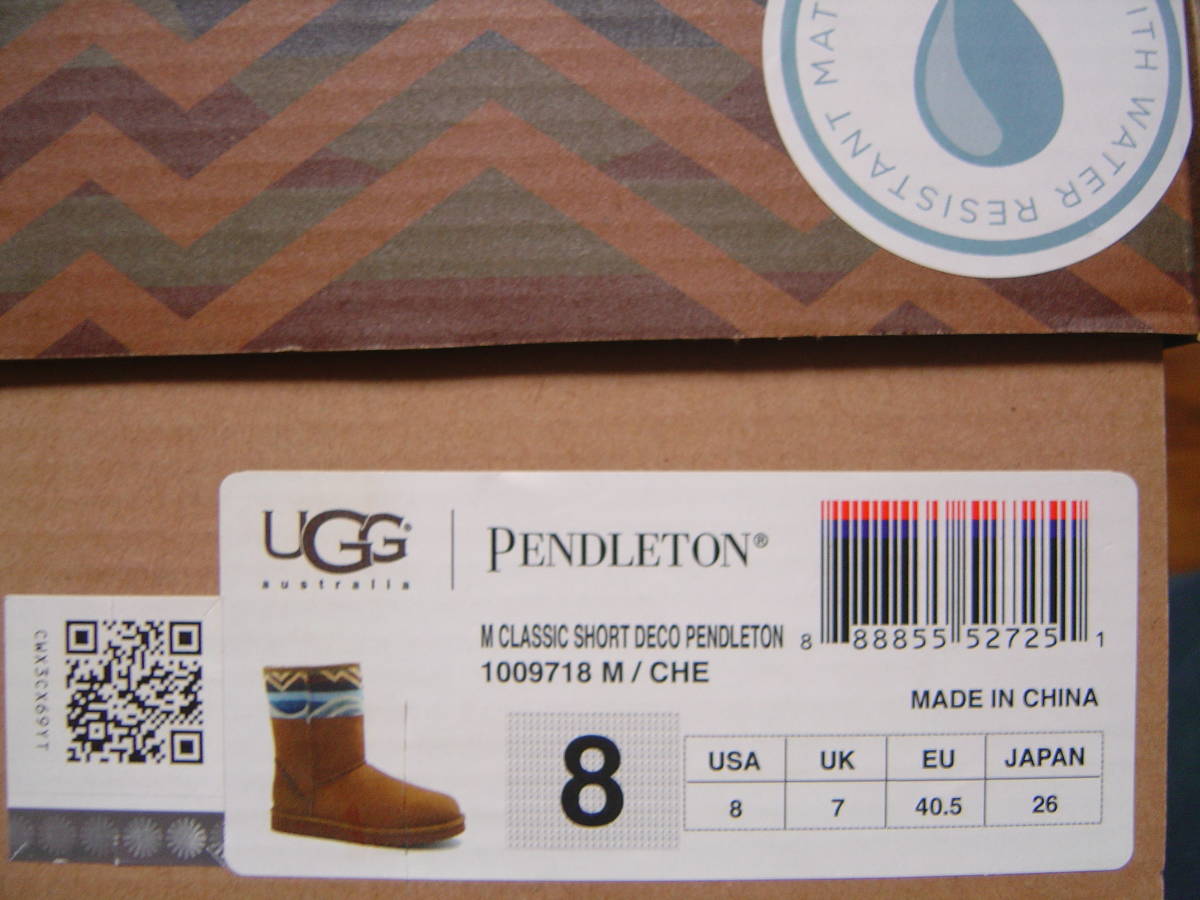 WITH WATER RESISTANT MAT
UGG®
australia
PENDLETON®
M CLASSIC SHORT DECO PENDLETON
1009718 M / CHE
8 88855 52725 1
MADE IN CHINA
8
USA UK EU JAPAN
8 7 40.5 26
CWX3CX69YT